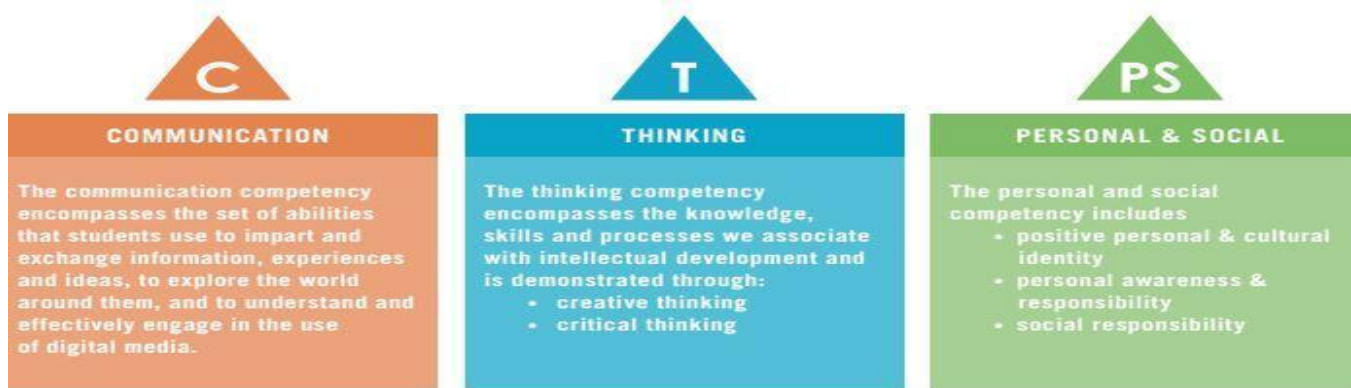 C
COMMUNICATION
The communication competency
encompasses the set of abilities
that students use to impart and
exchange information, experiences
and ideas, to explore the world
around them, and to understand and
effectively engage in the use
of digital media.
T
THINKING
The thinking competency
encompasses the knowledge,
skills and processes we associate
with intellectual development and
is demonstrated through:
• creative thinking
• critical thinking
PS
PERSONAL & SOCIAL
The personal and social
competency includes
• positive personal & cultural
identity
• personal awareness &
responsibility
• social responsibility